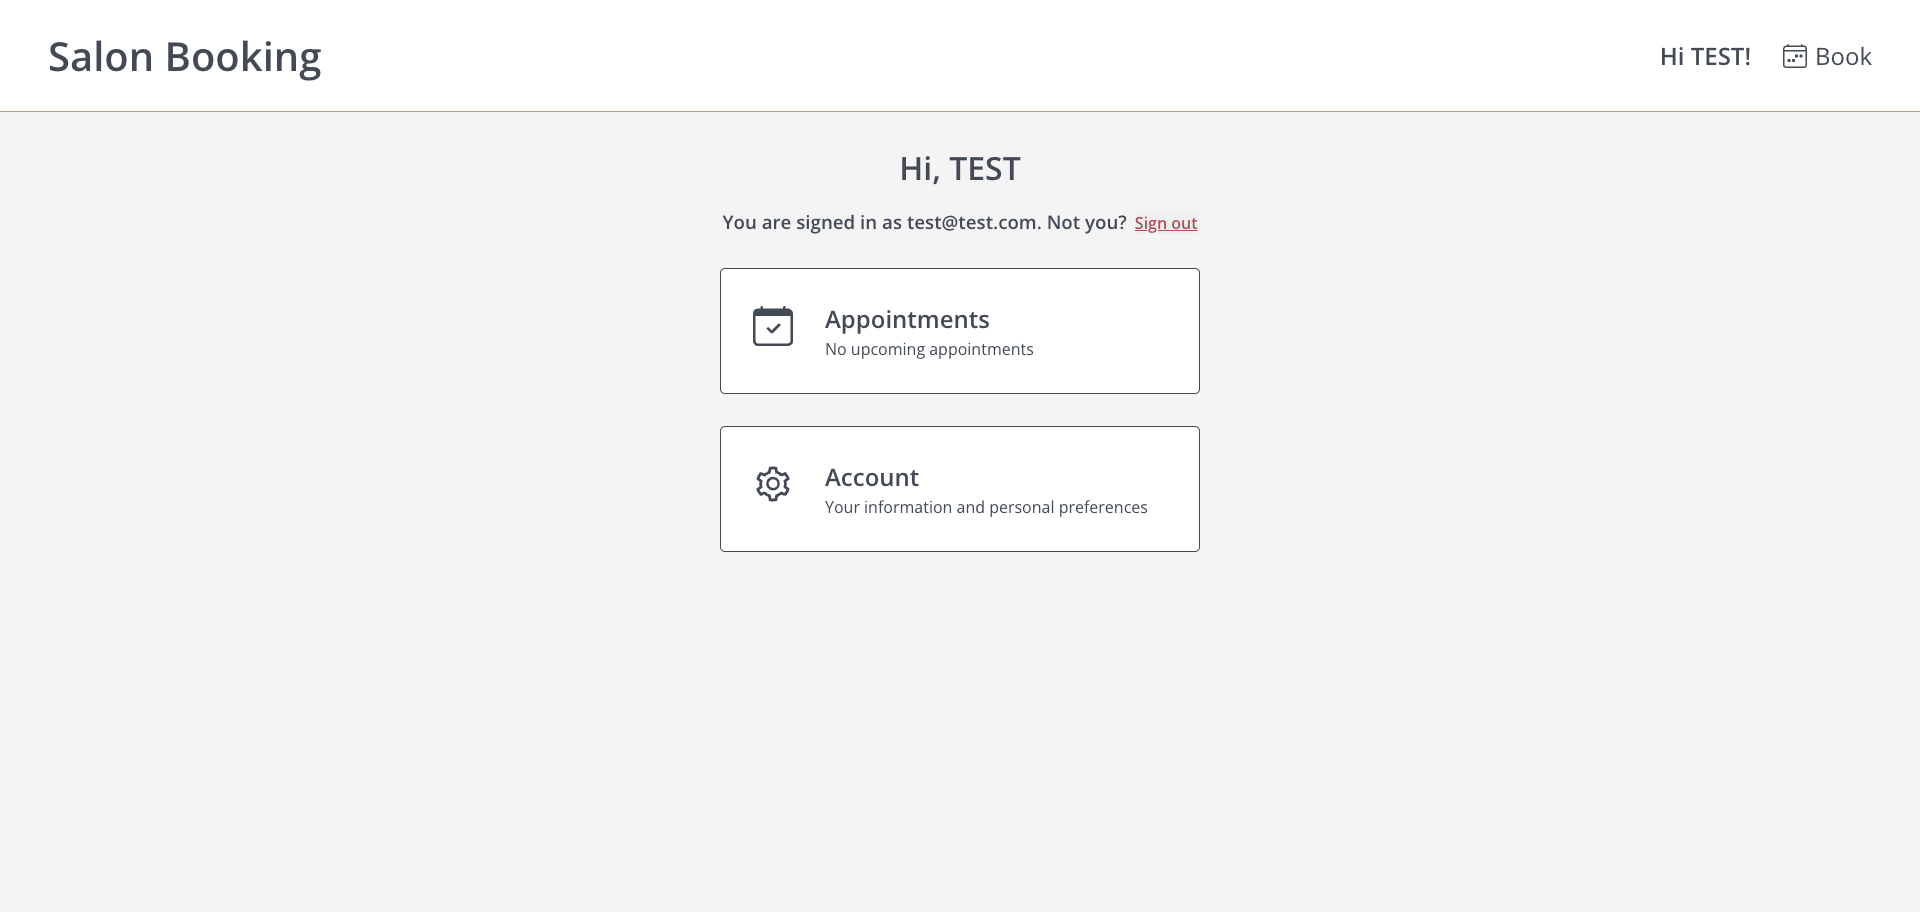 Salon Booking
Hi TEST!
Book
Hi, TEST
You are signed in as test@test.com. Not you? Sign out
Appointments
No upcoming appointments
Account
Your information and personal preferences